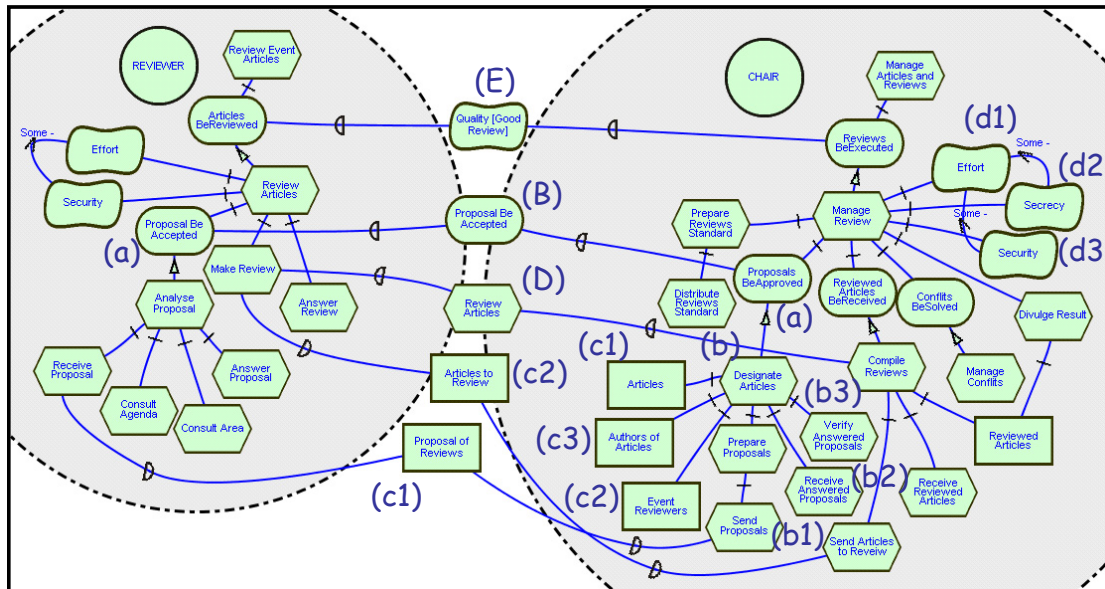 REVIEWER
Review Event
Articles
Articles
BeReviewed
Some -
Effort
Security
Review
Articles
Proposal Be
Accepted
(a)
Make Review
Answer
Review
Analyse
Proposal
Receive
Proposal
Consult
Agenda
Consult Area
Answer
Proposal
(E)
Quality [Good
Review]
(B)
Proposal Be
Accepted
(D)
Review
Articles
Articles to
Review
(c2)
Proposal of
Reviews
(c1)
CHAIR
Manage
Articles and
Reviews
Reviews
BeExecuted
(d1)
Some -
Effort
(d2)
Secrecy
Some -
Security
(d3)
Manage
Review
Prepare
Reviews
Standard
Distribute
Reviews
Standard
Proposals
BeApproved
(a)
Reviewed
Articles
BeReceived
Conflits
BeSolved
Divulge Result
(b)
Designate
Articles
(c1)
Articles
(c3)
Authors of
Articles
(c2)
Event
Reviewers
Prepare
Proposals
Send
Proposals
(b1)
Receive
Answered
Proposals
(b2)
(b3)
Verify
Answered
Proposals
Compile
Reviews
Manage
Conflits
Reviewed
Articles
Receive
Reviewed
Articles
Send Articles
to Reveiw